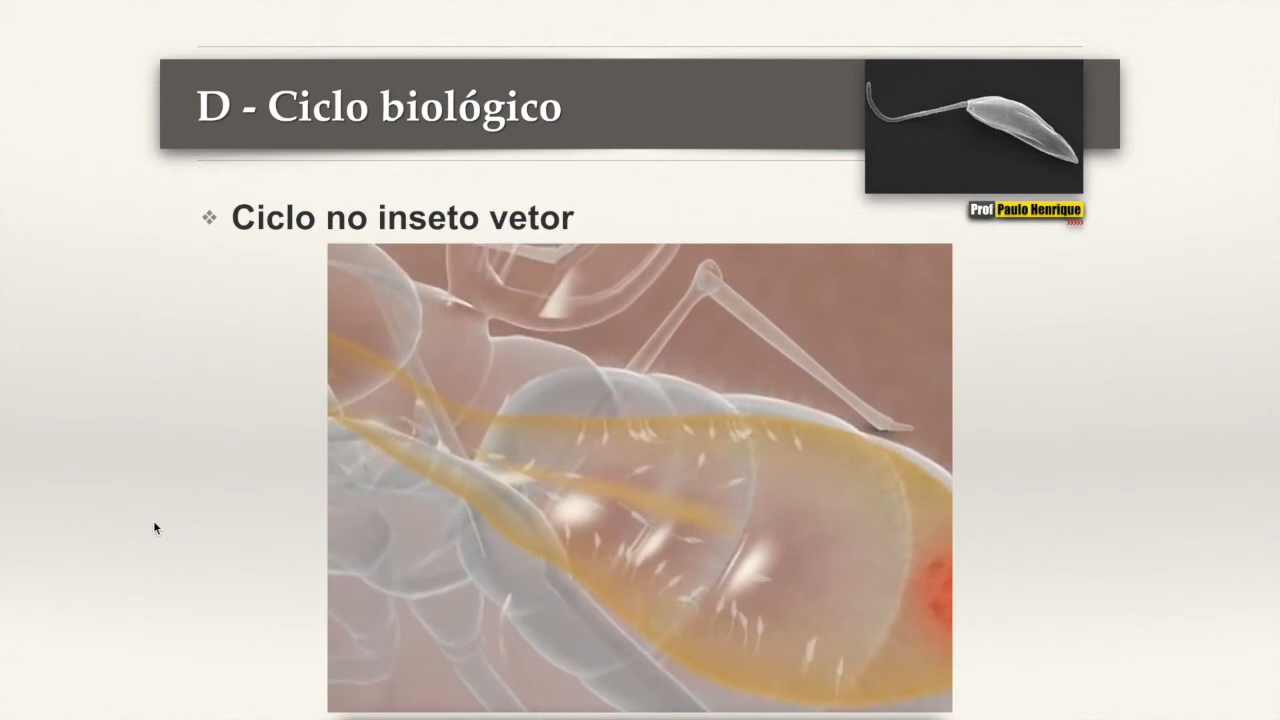 D - Ciclo biológico
Prof Paulo Henrique
Ciclo no inseto vetor